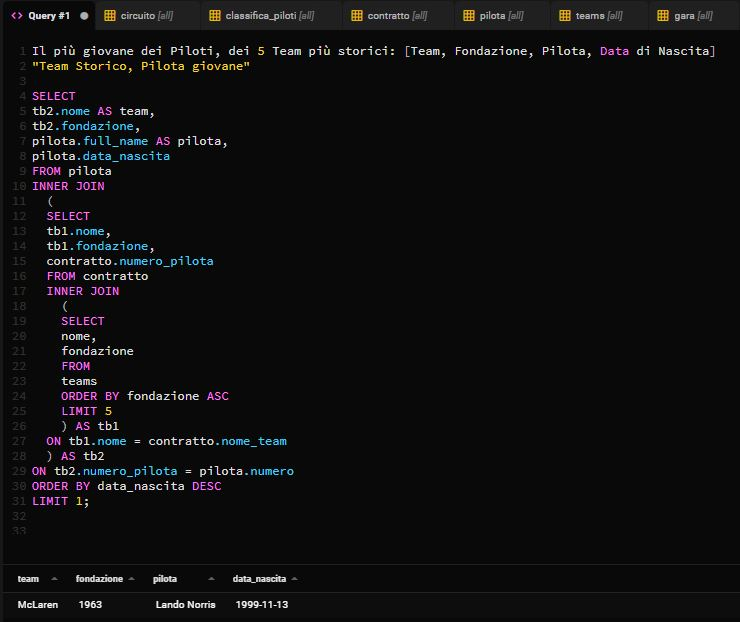 Query #1 circuito [all] classifica_piloti [all] contratto [all] pilota [all] teams [all] gara [all]
1 Il più giovane dei Piloti, dei 5 Team più storici: [Team, Fondazione, Pilota, Data di Nascita]
2 "Team Storico, Pilota giovane"
3
4 SELECT
5 tb2.nome AS team,
6 tb2.fondazione,
7 pilota.full_name AS pilota,
8 pilota.data_nascita
9 FROM pilota
10 INNER JOIN
11 (
12 SELECT
13 tb1.nome,
14 tb1.fondazione,
15 contratto.numero_pilota
16 FROM contratto
17 INNER JOIN
18 (
19 SELECT
20 nome,
21 fondazione
22 FROM
23 teams
24 ORDER BY fondazione ASC
25 LIMIT 5
26 ) AS tb1
27 ON tb1.nome = contratto.nome_team
28 ) AS tb2
29 ON tb2.numero_pilota = pilota.numero
30 ORDER BY data_nascita DESC
31 LIMIT 1;
32
33
team fondazione pilota data_nascita
McLaren 1963 Lando Norris 1999-11-13